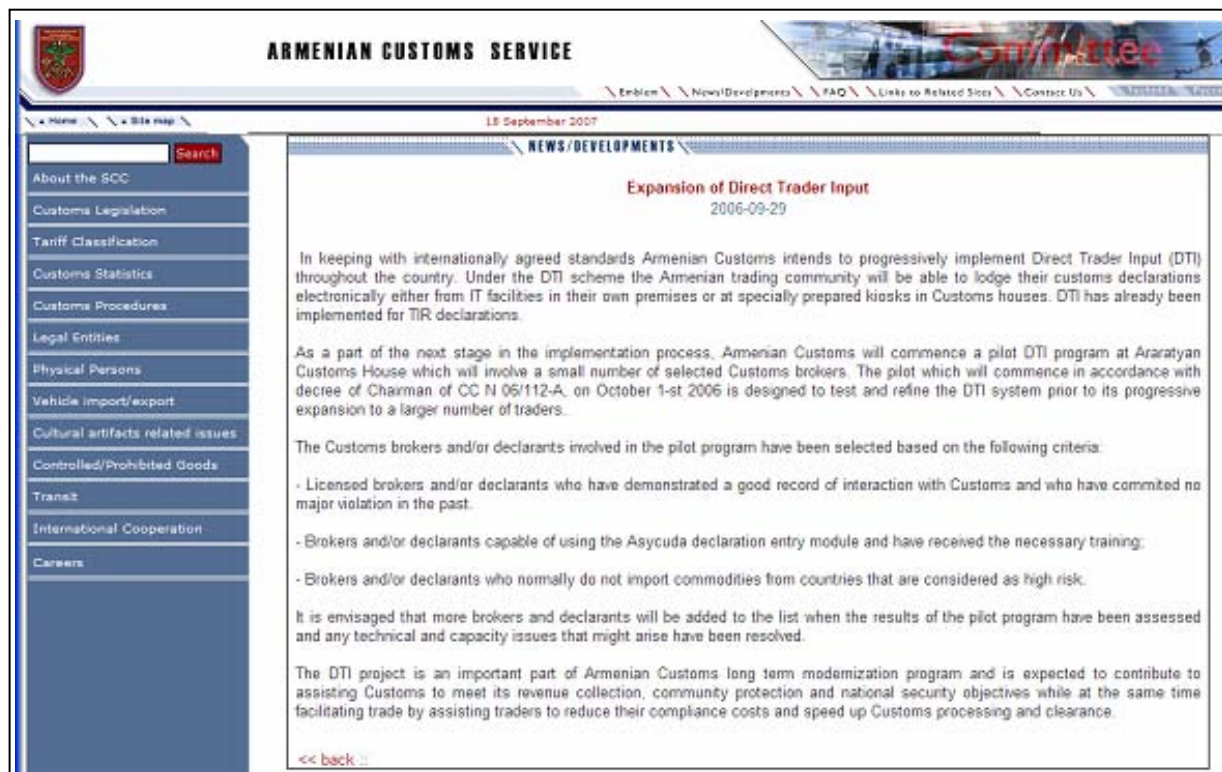 ARMENIAN CUSTOMS SERVICE
Committee
Emblem \ News/Develpments \ FAQ \ Links to Related Sites \ Contact Us
Home \ Site map
18 September 2007
Search
NEWS/DEVELOPMENTS
About the SCC
Customs Legislation
Tariff Classification
Customs Statistics
Customs Procedures
Legal Entities
Physical Persons
Vehicle import/export
Cultural artifacts related issues
Controlled/Prohibited Goods
Transit
International Cooperation
Careers
Expansion of Direct Trader Input
2006-09-29
In keeping with internationally agreed standards Armenian Customs intends to progressively implement Direct Trader Input (DTI)
throughout the country. Under the DTI scheme the Armenian trading community will be able to lodge their customs declarations
electronically either from IT facilities in their own premises or at specially prepared kiosks in Customs houses. DTI has already been
implemented for TIR declarations.
As a part of the next stage in the implementation process, Armenian Customs will commence a pilot DTI program at Araratyan
Customs House which will involve a small number of selected Customs brokers. The pilot which will commence in accordance with
decree of Chairman of CC N 06/112-A, on October 1-st 2006 is designed to test and refine the DTI system prior to its progressive
expansion to a larger number of traders.
The Customs brokers and/or declarants involved in the pilot program have been selected based on the following criteria:
- Licensed brokers and/or declarants who have demonstrated a good record of interaction with Customs and who have commited no
major violation in the past.
- Brokers and/or declarants capable of using the Asycuda declaration entry module and have received the necessary training;
- Brokers and/or declarants who normally do not import commodities from countries that are considered as high risk.
It is envisaged that more brokers and declarants will be added to the list when the results of the pilot program have been assessed
and any technical and capacity issues that might arise have been resolved.
The DTI project is an important part of Armenian Customs long term modernization program and is expected to contribute to
assisting Customs to meet its revenue collection, community protection and national security objectives while at the same time
facilitating trade by assisting traders to reduce their compliance costs and speed up Customs processing and clearance.
<< back ::